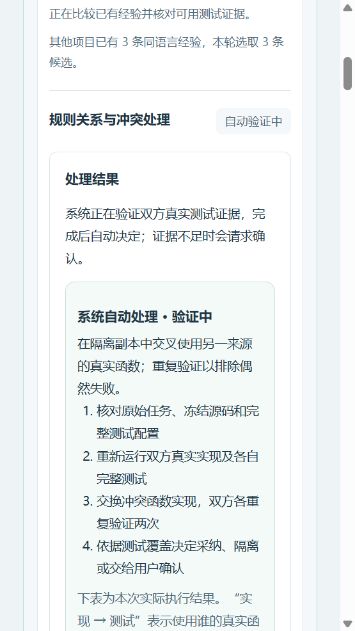 正在比较已有经验并核对可用测试证据。
其他项目已有 3 条同语言经验，本轮选取 3 条
候选。
规则关系与冲突处理
自动验证中
处理结果
系统正在验证双方真实测试证据，完
成后自动决定；证据不足时会请求确
认。
系统自动处理 · 验证中
在隔离副本中交叉使用另一来源
的真实函数；重复验证以排除偶
然失败。
1. 核对原始任务、冻结源码和完
整测试配置
2. 重新运行双方真实实现及各自
完整测试
3. 交换冲突函数实现，双方各重
复验证两次
4. 依据测试覆盖决定采纳、隔离
或交给用户确认
下表为本次实际执行结果。“实
现 → 测试”表示使用谁的真实函